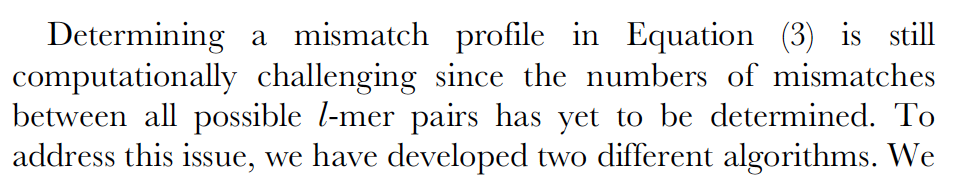 Determining a mismatch profile in Equation (3) is still
computationally challenging since the numbers of mismatches
between all possible l-mer pairs has yet to be determined. To
address this issue, we have developed two different algorithms. We